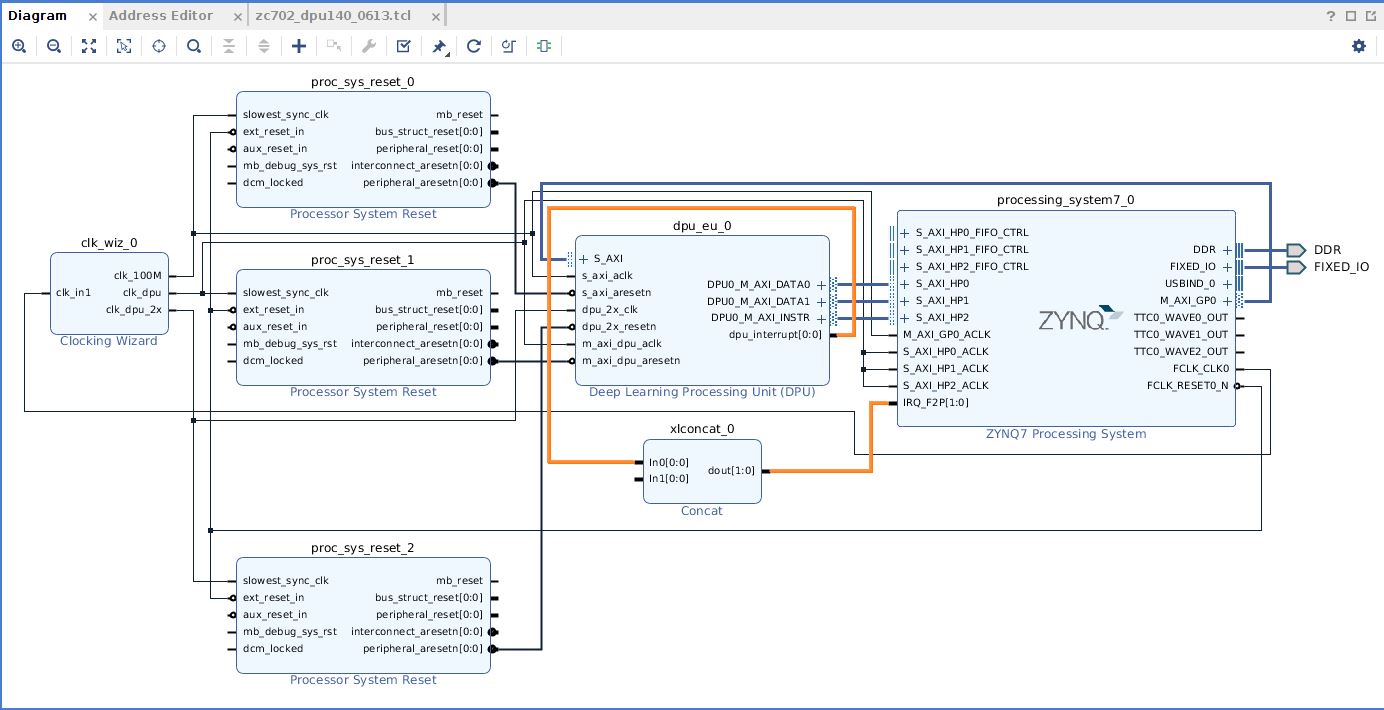 Diagram
Address Editor
zc702_dpu140_0613.tcl
proc_sys_reset_0
slowest_sync_clk
ext_reset_in
aux_reset_in
mb_debug_sys_rst
dcm_locked
mb_reset
bus_struct_reset[0:0]
peripheral_reset[0:0]
interconnect_aresetn[0:0]
peripheral_aresetn[0:0]
Processor System Reset
clk_wiz_0
clk_in1
clk_100M
clk_dpu
clk_dpu_2x
Clocking Wizard
proc_sys_reset_1
slowest_sync_clk
ext_reset_in
aux_reset_in
mb_debug_sys_rst
dcm_locked
mb_reset
bus_struct_reset[0:0]
peripheral_reset[0:0]
interconnect_aresetn[0:0]
peripheral_aresetn[0:0]
Processor System Reset
dpu_eu_0
S_AXI
s_axi_aclk
s_axi_aresetn
dpu_2x_clk
dpu_2x_resetn
m_axi_dpu_aclk
m_axi_dpu_aresetn
DPU0_M_AXI_DATA0
DPU0_M_AXI_DATA1
DPU0_M_AXI_INSTR
dpu_interrupt[0:0]
Deep Learning Processing Unit (DPU)
processing_system7_0
S_AXI_HP0_FIFO_CTRL
S_AXI_HP1_FIFO_CTRL
S_AXI_HP2_FIFO_CTRL
S_AXI_HP0
S_AXI_HP1
S_AXI_HP2
M_AXI_GP0_ACLK
S_AXI_HP0_ACLK
S_AXI_HP1_ACLK
S_AXI_HP2_ACLK
IRQ_F2P[1:0]
ZYNQ
DDR
FIXED_IO
USBIND_0
M_AXI_GP0
TTC0_WAVE0_OUT
TTC0_WAVE1_OUT
TTC0_WAVE2_OUT
FCLK_CLK0
FCLK_RESET0_N
ZYNQ7 Processing System
DDR
FIXED_IO
xlconcat_0
In0[0:0]
In1[0:0]
dout[1:0]
Concat
proc_sys_reset_2
slowest_sync_clk
ext_reset_in
aux_reset_in
mb_debug_sys_rst
dcm_locked
mb_reset
bus_struct_reset[0:0]
peripheral_reset[0:0]
interconnect_aresetn[0:0]
peripheral_aresetn[0:0]
Processor System Reset